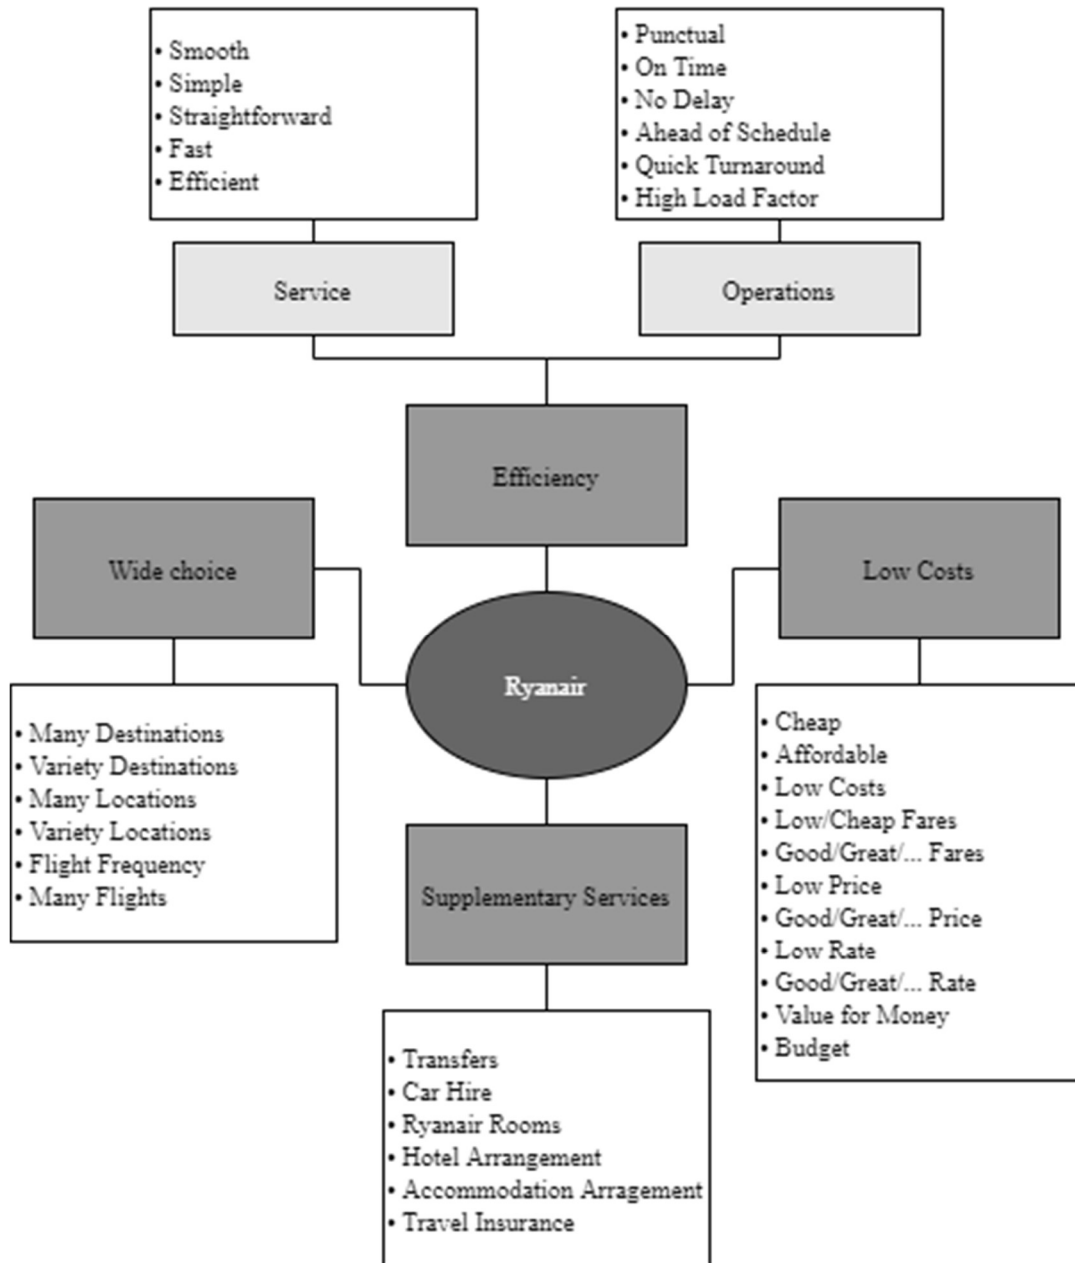 • Smooth
• Simple
• Straightforward
• Fast
• Efficient
• Punctual
• On Time
• No Delay
• Ahead of Schedule
• Quick Turnaround
• High Load Factor
Service
Operations
Efficiency
Wide choice
Low Costs
Ryanair
• Many Destinations
• Variety Destinations
• Many Locations
• Variety Locations
• Flight Frequency
• Many Flights
• Cheap
• Affordable
• Low Costs
• Low/Cheap Fares
• Good/Great/... Fares
• Low Price
• Good/Great/... Price
• Low Rate
• Good/Great/... Rate
• Value for Money
• Budget
Supplementary Services
• Transfers
• Car Hire
• Ryanair Rooms
• Hotel Arrangement
• Accommodation Arragement
• Travel Insurance